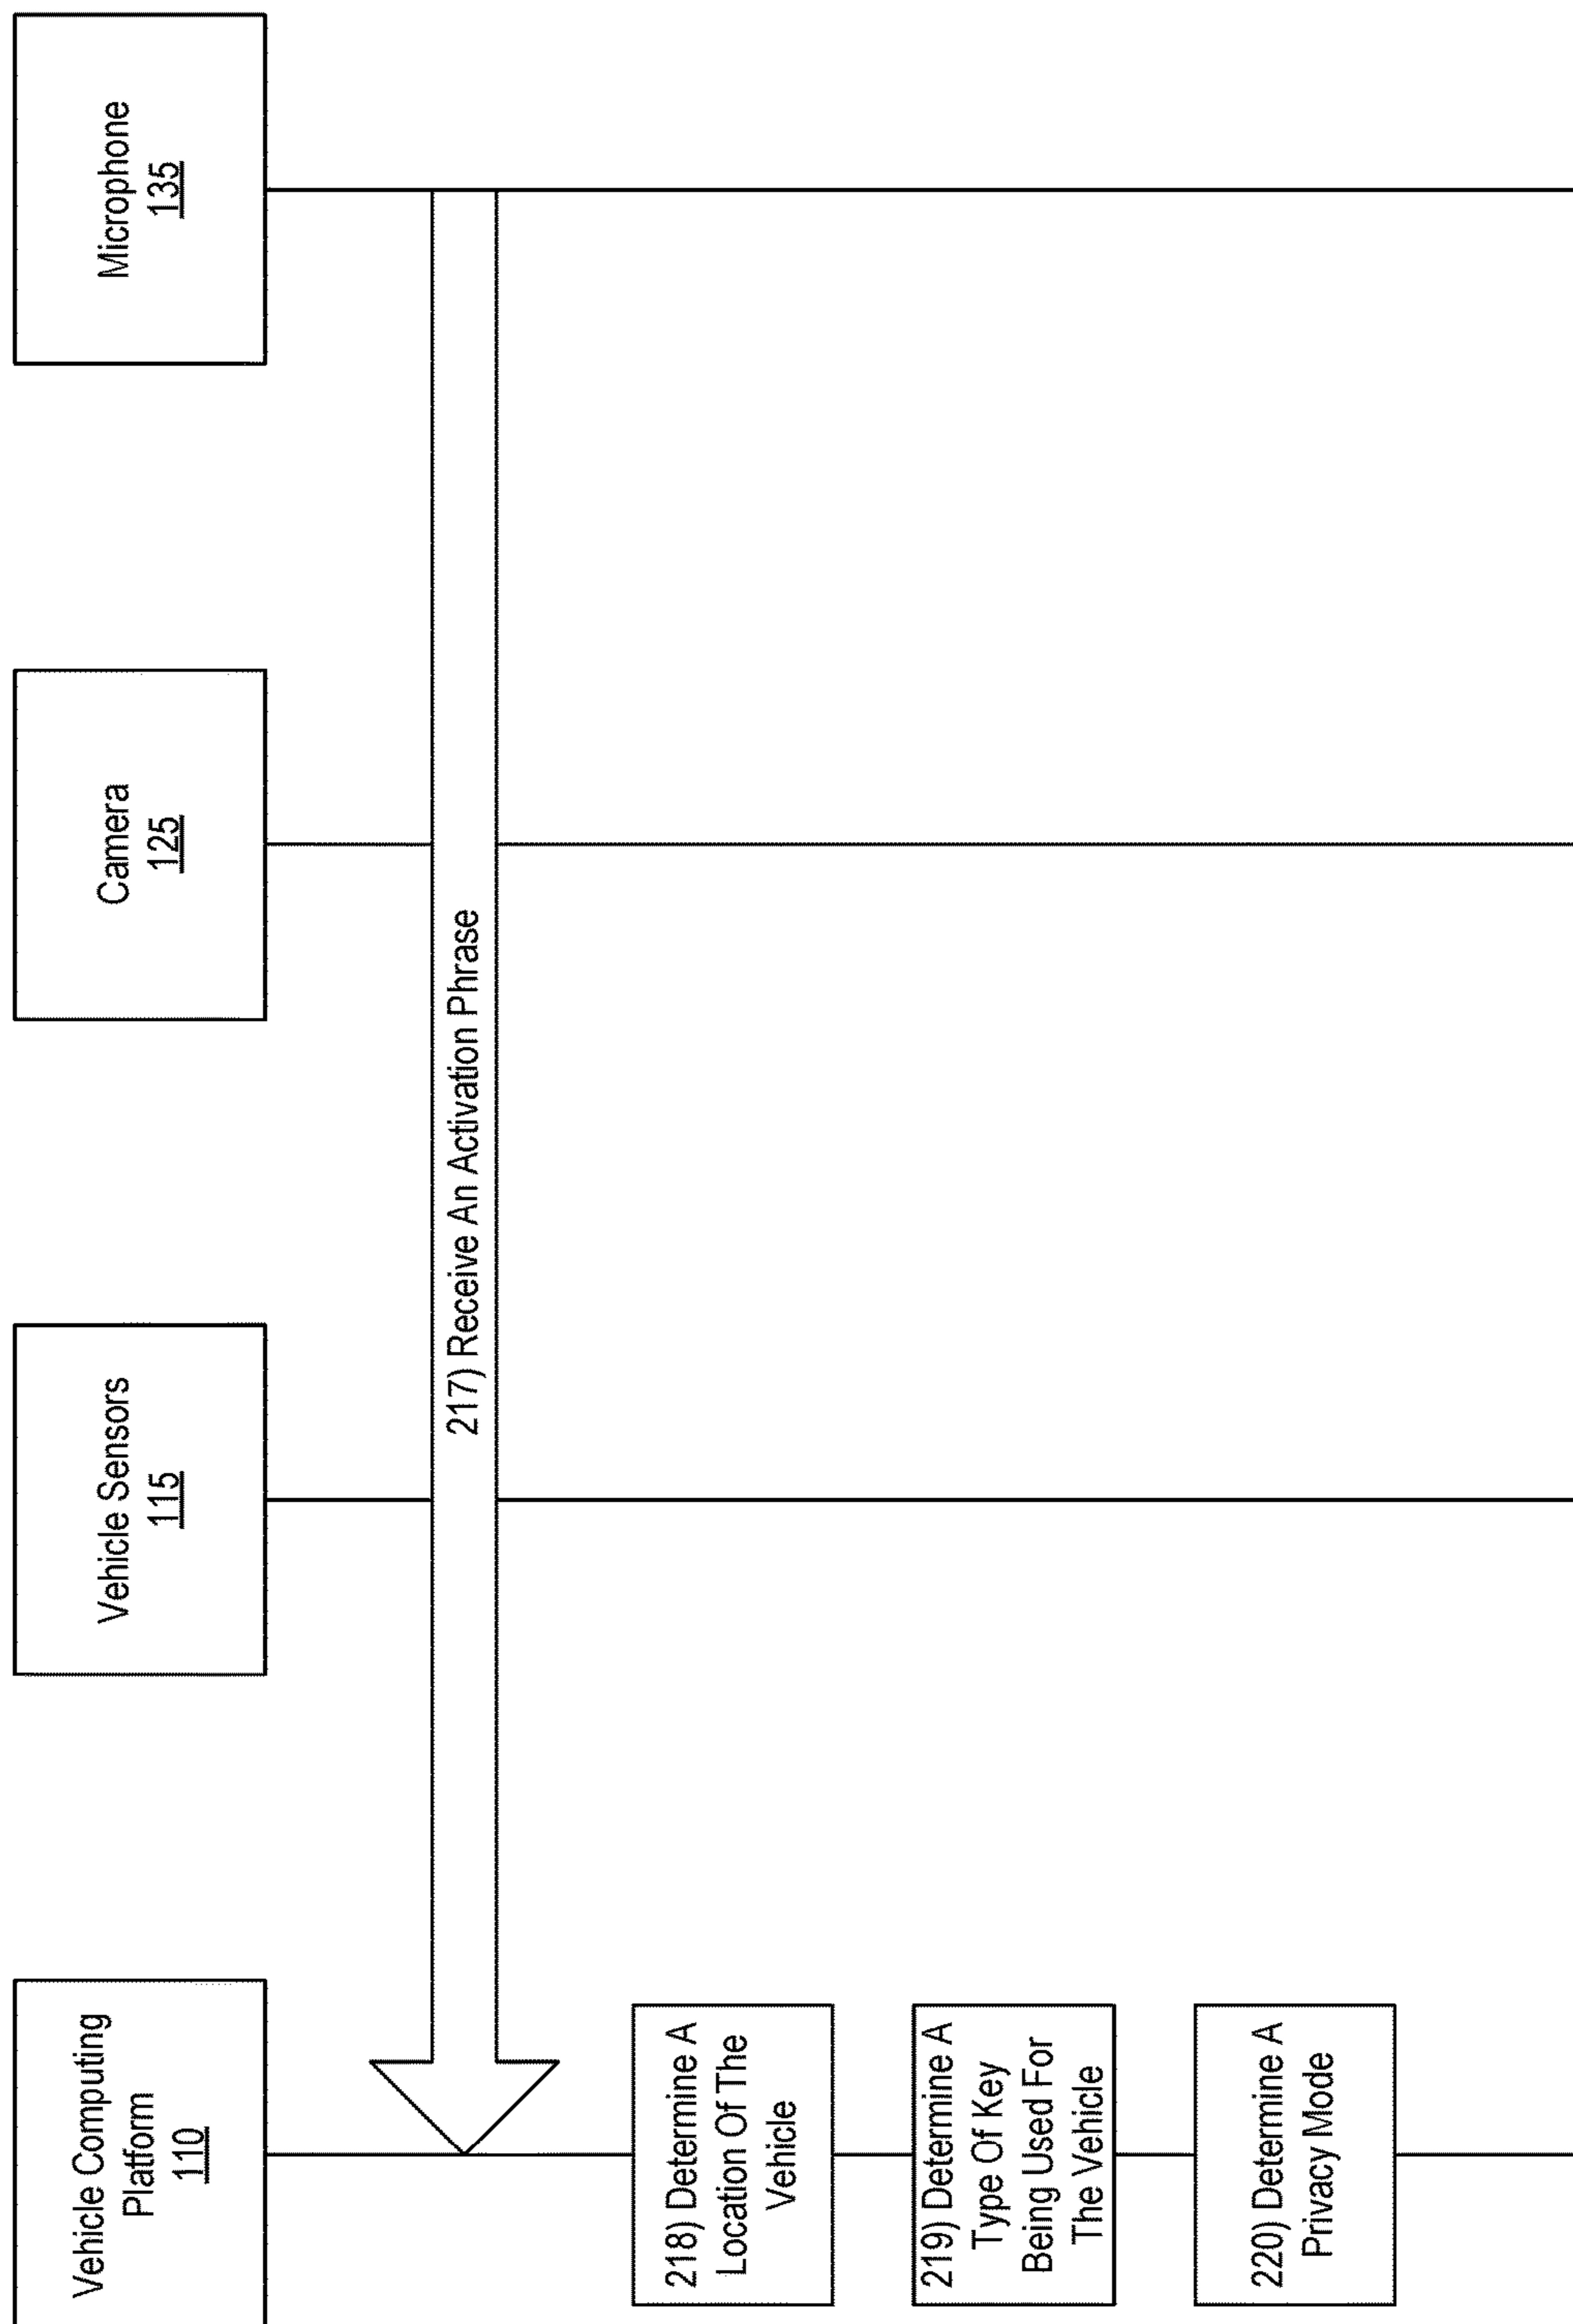 Vehicle Computing
Platform
110
Vehicle Sensors
115
Camera
125
Microphone
135
217) Receive An Activation Phrase
218) Determine A
Location Of The
Vehicle
219) Determine A
Type Of Key
Being Used For
The Vehicle
220) Determine A
Privacy Mode